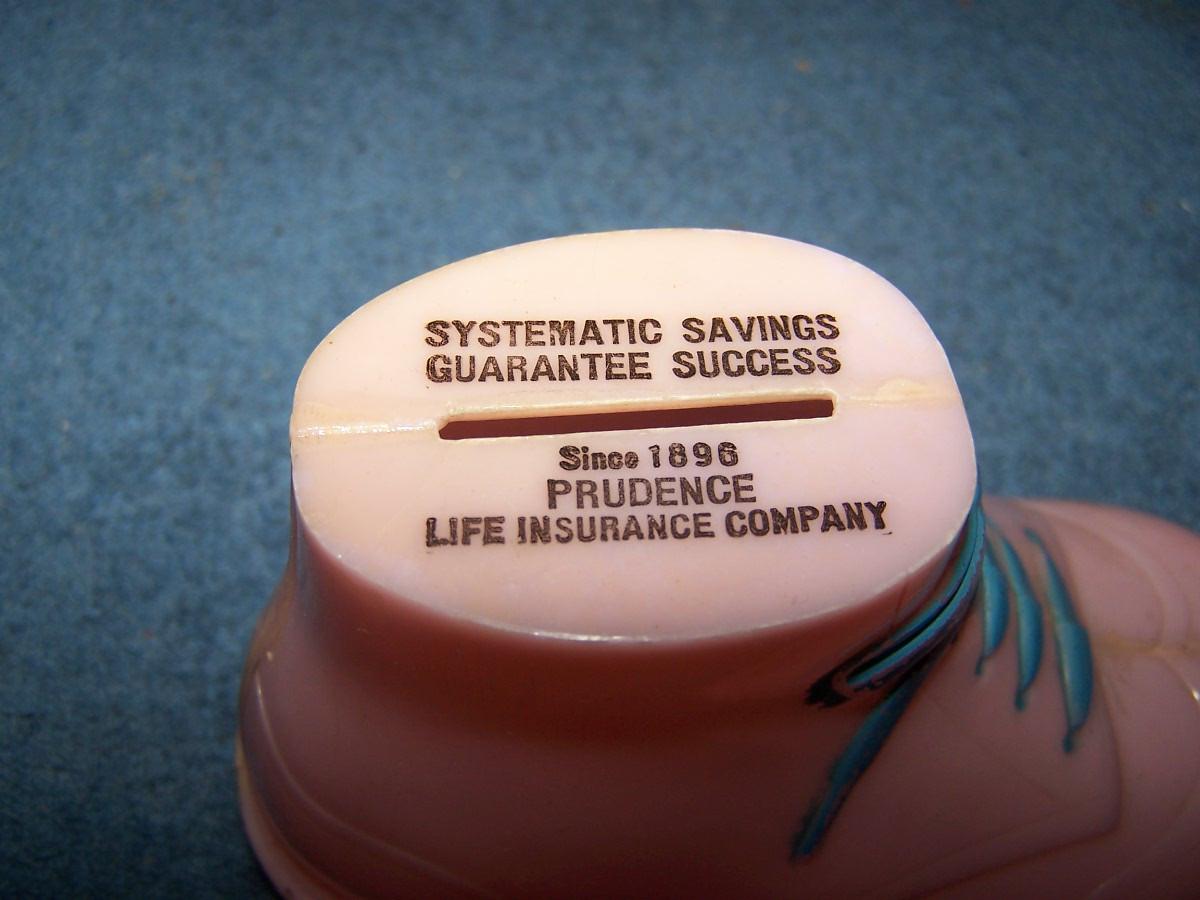 SYSTEMATIC SAVINGS
GUARANTEE SUCCESS
Since 1896
PRUDENCE
LIFE INSURANCE COMPANY